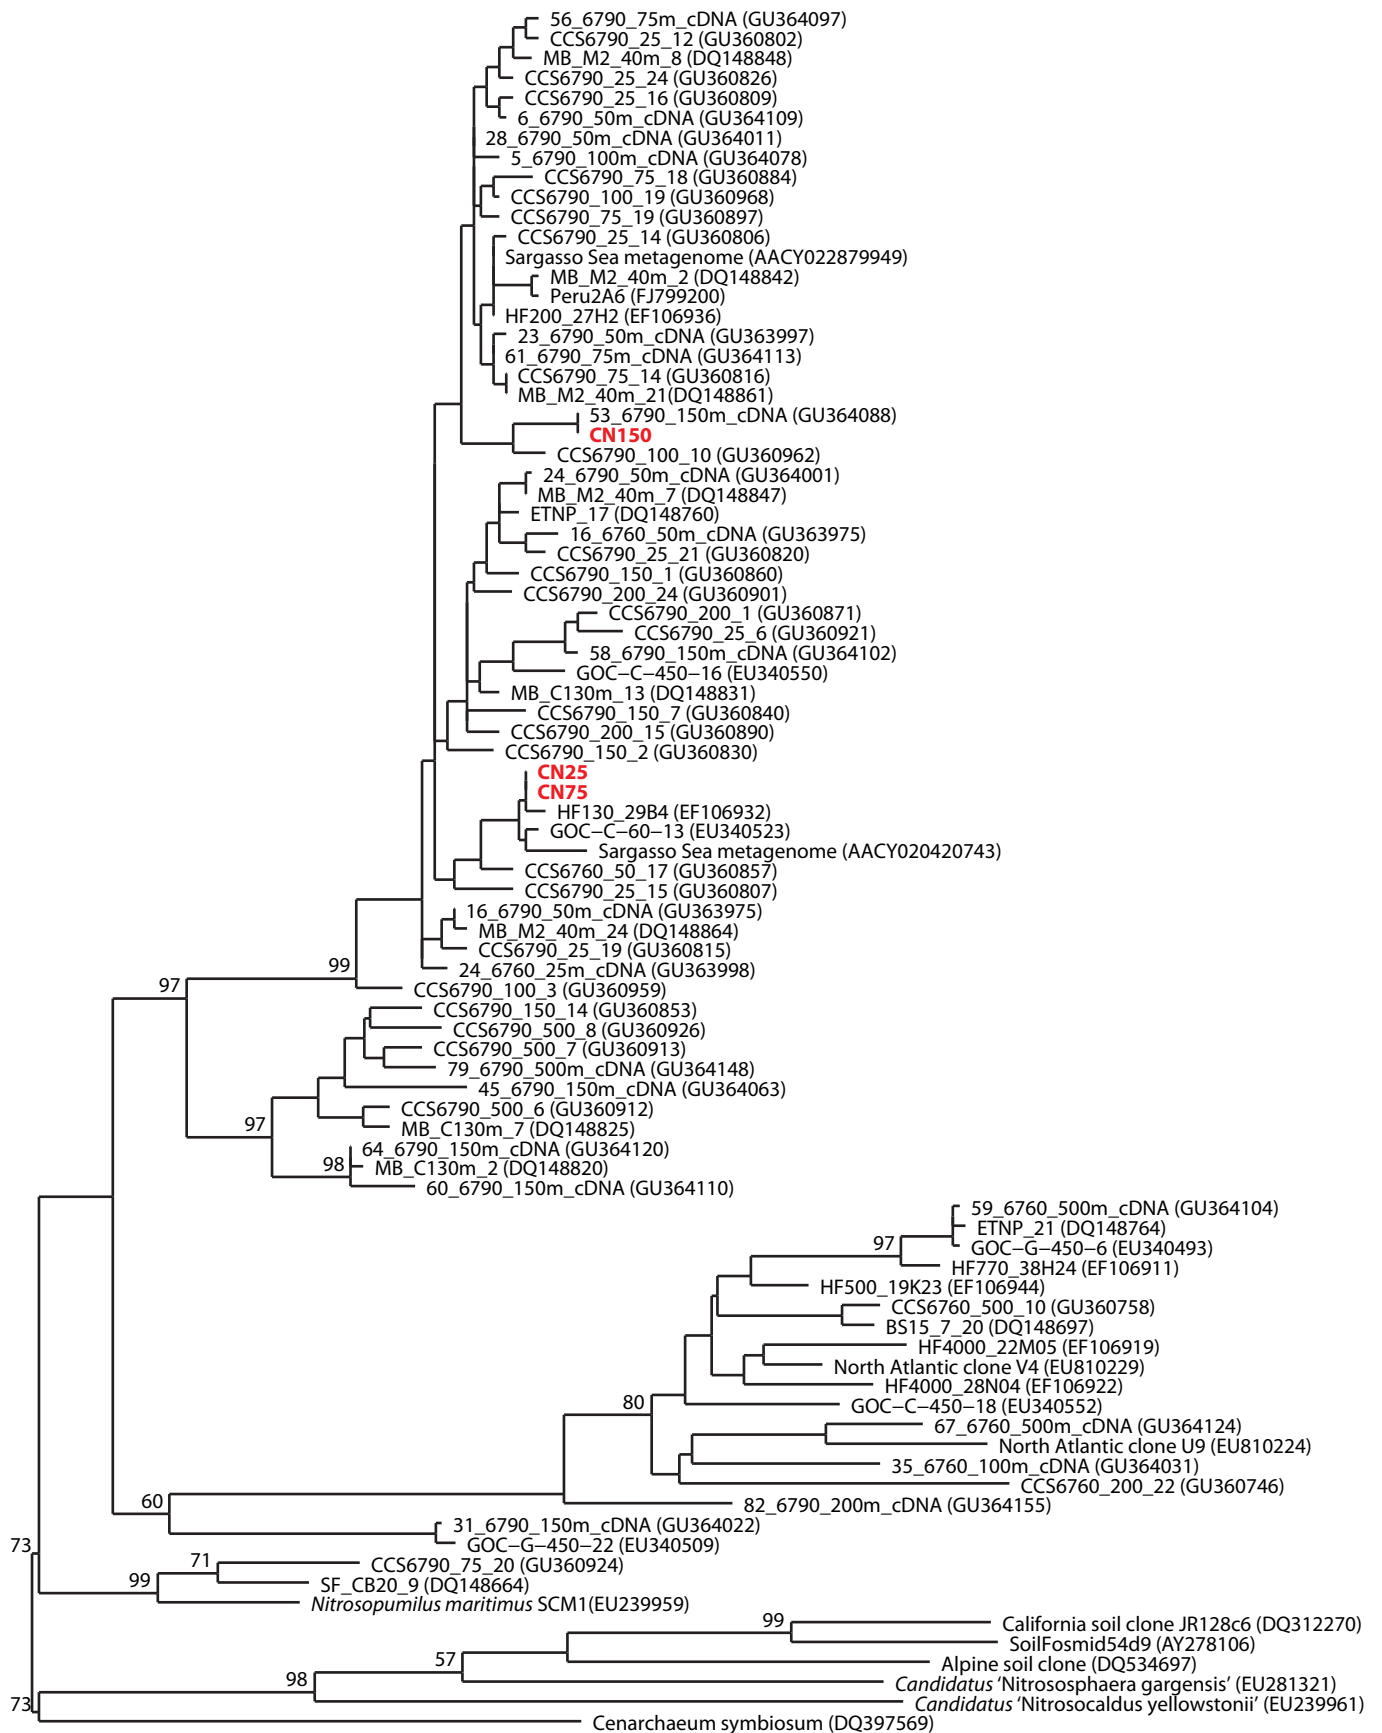 56_6790_75m_cDNA (GU364097)
CCS6790_25_12 (GU360802)
MB_M2_40m_8 (DQ148848)
CCS6790_25_24 (GU360826)
CCS6790_25_16 (GU360809)
6_6790_50m_cDNA (GU364109)
28_6790_50m_cDNA (GU364011)
5_6790_100m_cDNA (GU364078)
CCS6790_75_18 (GU360884)
CCS6790_100_19 (GU360968)
CCS6790_75_19 (GU360897)
CCS6790_25_14 (GU360806)
Sargasso Sea metagenome (AACY022879949)
MB_M2_40m_2 (DQ148842)
Peru2A6 (FJ799200)
HF200_27H2 (EF106936)
23_6790_50m_cDNA (GU363997)
61_6790_75m_cDNA (GU364113)
CCS6790_75_14 (GU360816)
MB_M2_40m_21(DQ148861)
53_6790_150m_cDNA (GU364088)
CN150
CCS6790_100_10 (GU360962)
24_6790_50m_cDNA (GU364001)
MB_M2_40m_7 (DQ148847)
ETNP_17 (DQ148760)
16_6760_50m_cDNA (GU363975)
CCS6790_25_21 (GU360820)
CCS6790_150_1 (GU360860)
CCS6790_200_24 (GU360901)
CCS6790_200_1 (GU360871)
CCS6790_25_6 (GU360921)
58_6790_150m_cDNA (GU364102)
GOC−C−450−16 (EU340550)
MB_C130m_13 (DQ148831)
CCS6790_150_7 (GU360840)
CCS6790_200_15 (GU360890)
CCS6790_150_2 (GU360830)
CN25
CN75
HF130_29B4 (EF106932)
GOC−C−60−13 (EU340523)
Sargasso Sea metagenome (AACY020420743)
CCS6760_50_17 (GU360857)
CCS6790_25_15 (GU360807)
16_6790_50m_cDNA (GU363975)
MB_M2_40m_24 (DQ148864)
CCS6790_25_19 (GU360815)
24_6760_25m_cDNA (GU363998)
99
97
CCS6790_100_3 (GU360959)
CCS6790_150_14 (GU360853)
CCS6790_500_8 (GU360926)
CCS6790_500_7 (GU360913)
79_6790_500m_cDNA (GU364148)
45_6790_150m_cDNA (GU364063)
CCS6790_500_6 (GU360912)
97
MB_C130m_7 (DQ148825)
64_6790_150m_cDNA (GU364120)
98
MB_C130m_2 (DQ148820)
60_6790_150m_cDNA (GU364110)
59_6760_500m_cDNA (GU364104)
ETNP_21 (DQ148764)
97
GOC−G−450−6 (EU340493)
HF770_38H24 (EF106911)
HF500_19K23 (EF106944)
CCS6760_500_10 (GU360758)
BS15_7_20 (DQ148697)
HF4000_22M05 (EF106919)
North Atlantic clone V4 (EU810229)
HF4000_28N04 (EF106922)
80
GOC−C−450−18 (EU340552)
67_6760_500m_cDNA (GU364124)
North Atlantic clone U9 (EU810224)
35_6760_100m_cDNA (GU364031)
CCS6760_200_22 (GU360746)
60
82_6790_200m_cDNA (GU364155)
31_6790_150m_cDNA (GU364022)
73
GOC−G−450−22 (EU340509)
71
CCS6790_75_20 (GU360924)
99
SF_CB20_9 (DQ148664)
Nitrosopumilus maritimus SCM1(EU239959)
99
California soil clone JR128c6 (DQ312270)
SoilFosmid54d9 (AY278106)
57
Alpine soil clone (DQ534697)
98
Candidatus ‘Nitrososphaera gargensis’ (EU281321)
73
Candidatus ‘Nitrosocaldus yellowstonii’ (EU239961)
Cenarchaeum symbiosum (DQ397569)